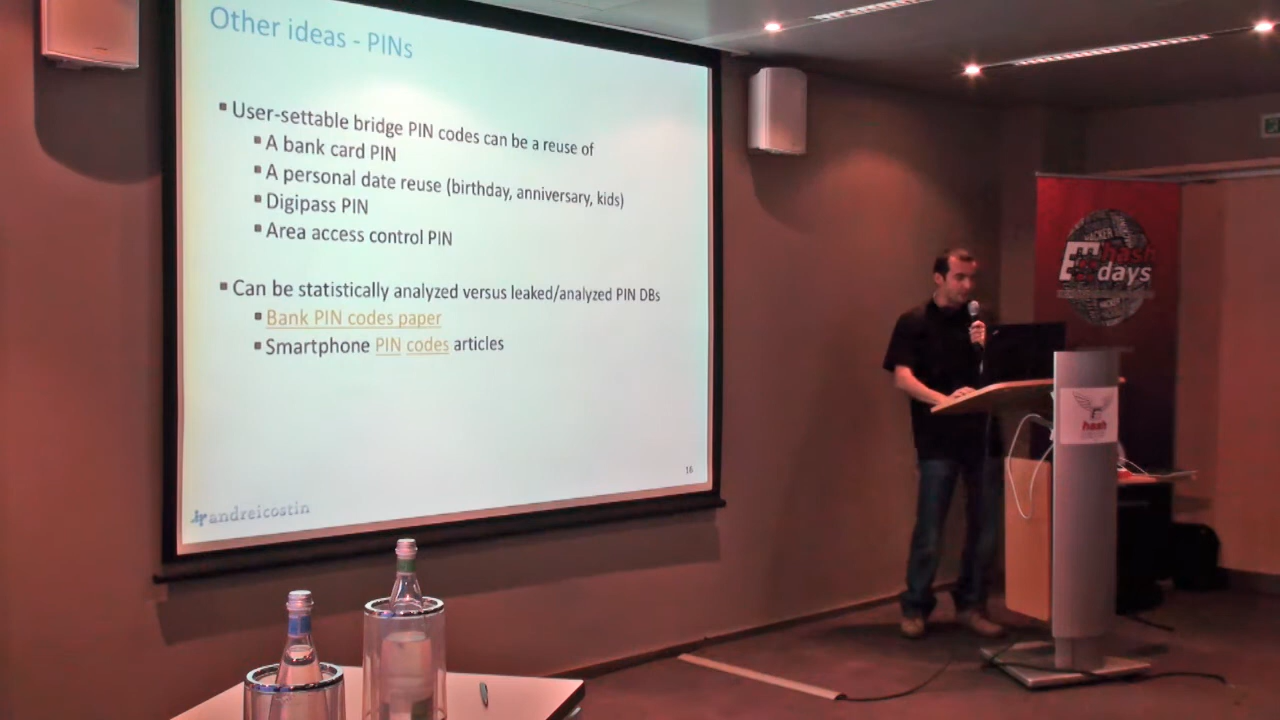 Other ideas - PINs
▪ User-settable bridge PIN codes can be a reuse of
▪ A bank card PIN
▪ A personal date reuse (birthday, anniversary, kids)
▪ Digipass PIN
▪ Area access control PIN
▪ Can be statistically analyzed versus leaked/analyzed PIN DBs
▪ Bank PIN codes paper
▪ Smartphone PIN codes articles
16
andreicostin
HACKER
hash
days
hash